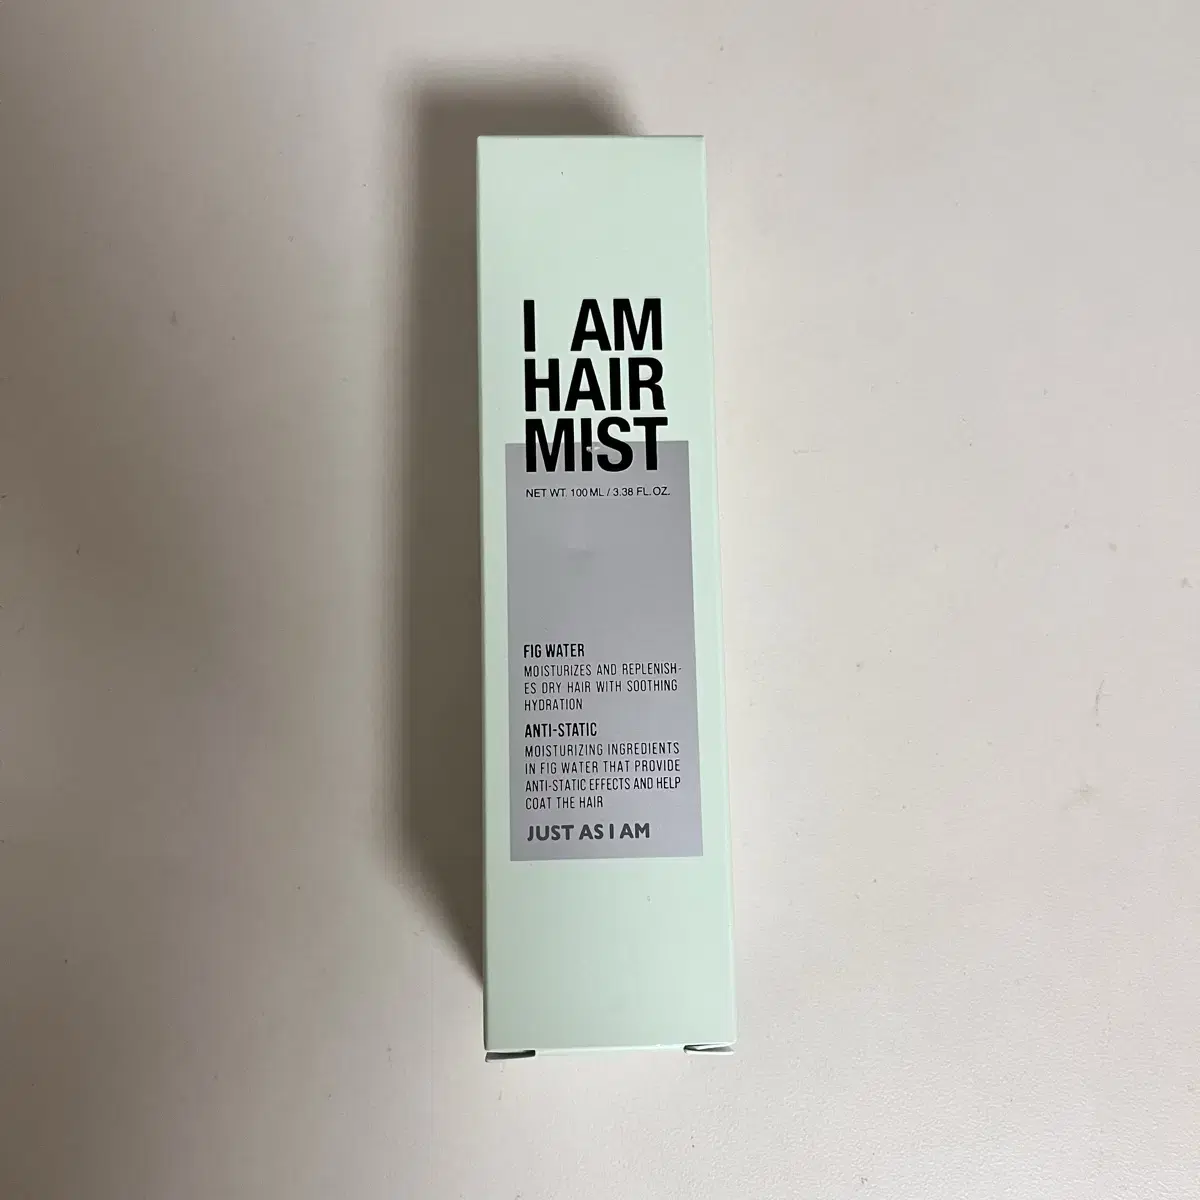 I AM
HAIR
MIST
NET WT. 100 ML / 3.38 FL.OZ.
FIG WATER
MOISTURIZES AND REPLENISH-
ES DRY HAIR WITH SOOTHING
HYDRATION
ANTI-STATIC
MOISTURIZING INGREDIENTS
IN FIG WATER THAT PROVIDE
ANTI-STATIC EFFECTS AND HELP
COAT THE HAIR
JUST AS I AM